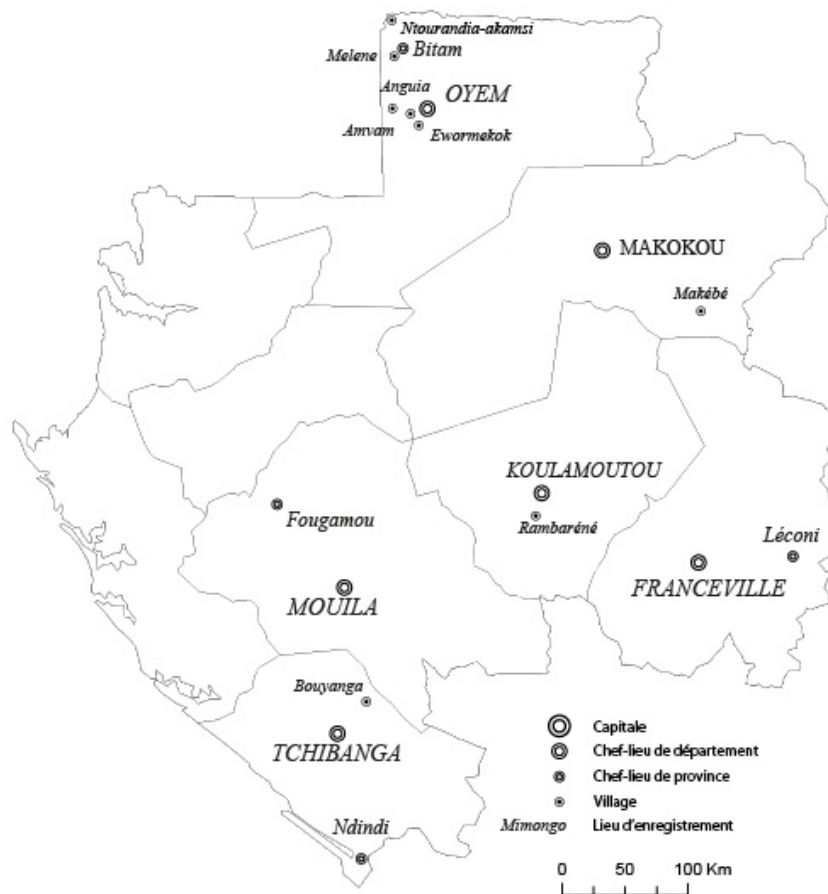 Ntourandia-akamsi
Bitam
Melene
Anguia
OYEM
Amvam
Ewormekok
MAKOKOU
Makébé
KOULAMOUTOU
Rambaréné
Fougamou
Léconi
MOUILA
FRANCEVILLE
Bouyanga
TCHIBANGA
Ndindi
Capitale
Chef-lieu de département
Chef-lieu de province
Village
Mimongo Lieu d'enregistrement
0 50 100 Km